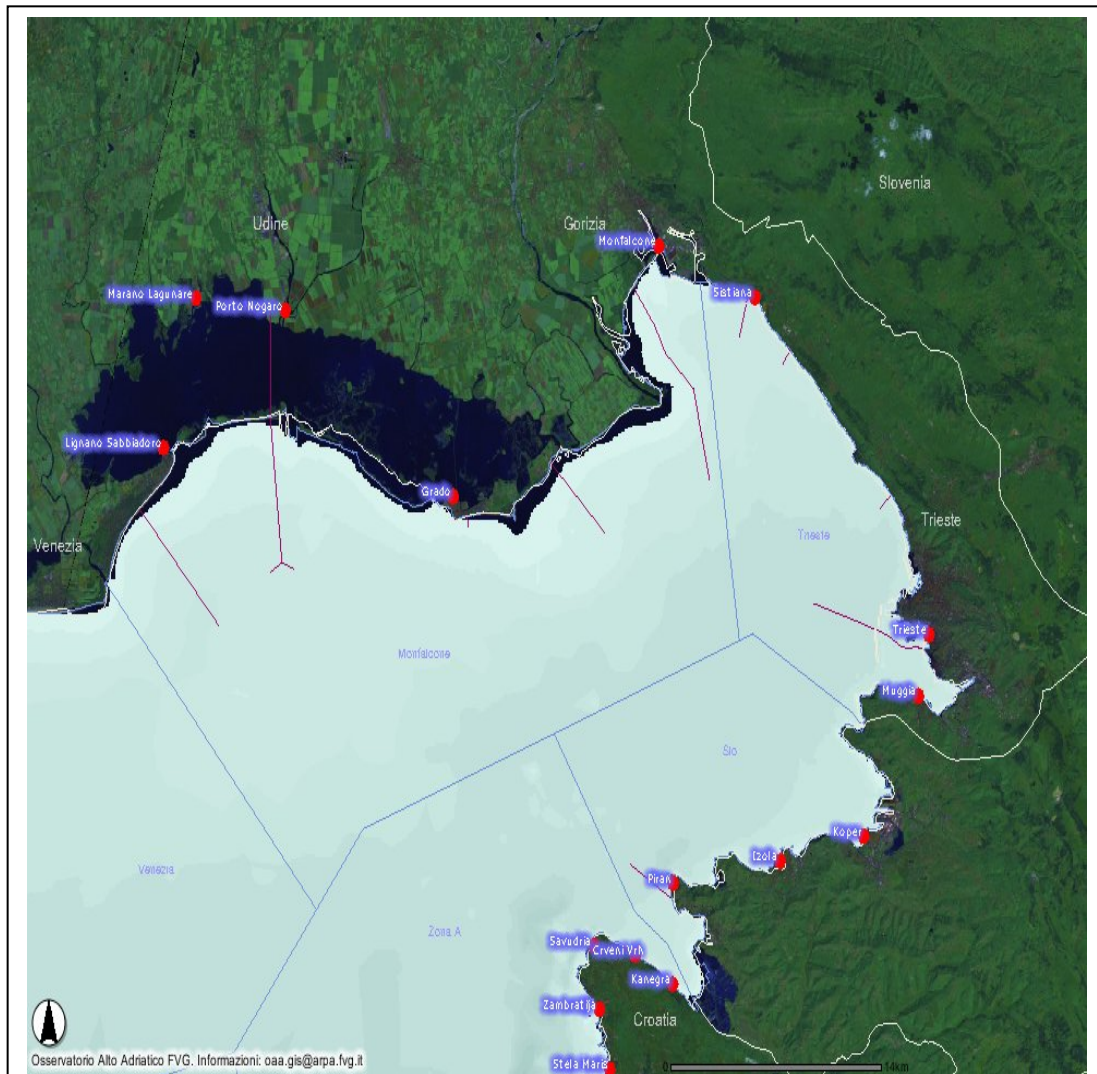 Slovenia
Udine
Gorizia
Monfalcone
Marano Lagunare
Porto Nogaro
Sistiana
Lignano Sabbiadoro
Grado
Venezia
Trieste
Trieste
Trieste
Monfalcone
Muggia
Slo
Koper
Izola
Piran
Venezia
Zona A
Savudria
Crveni Vrh
Kanegra
Zambratija
Croatia
Osservatorio Alto Adriatico FVG. Informazioni: oaa.gis@arpa.fvg.it
Stela Maris
0 14km